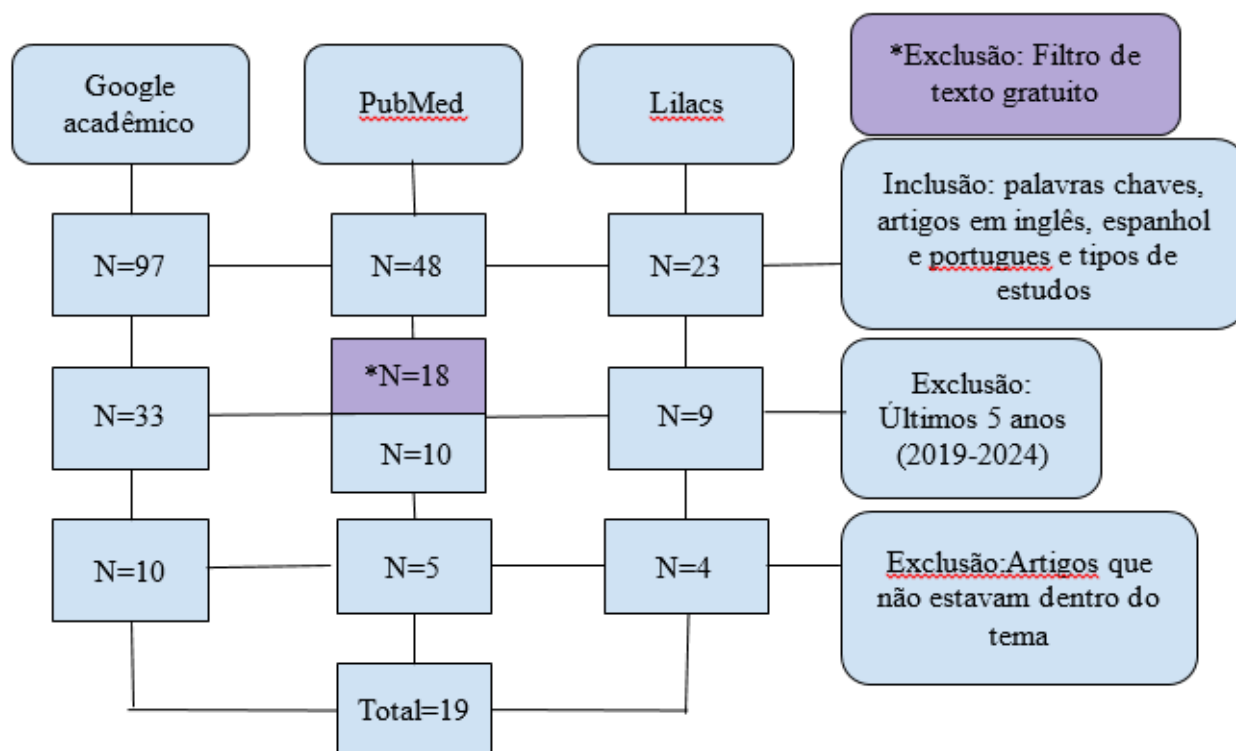 Google
acadêmico
PubMed
Lilacs
*Exclusão: Filtro de
texto gratuito
N=97
N=48
N=23
Inclusão: palavras chaves,
artigos em inglês, espanhol
e portugues e tipos de
estudos
*N=18
N=33
N=10
N=9
Exclusão:
Últimos 5 anos
(2019-2024)
N=10
N=5
N=4
Exclusão:Artigos que
não estavam dentro do
tema
Total=19